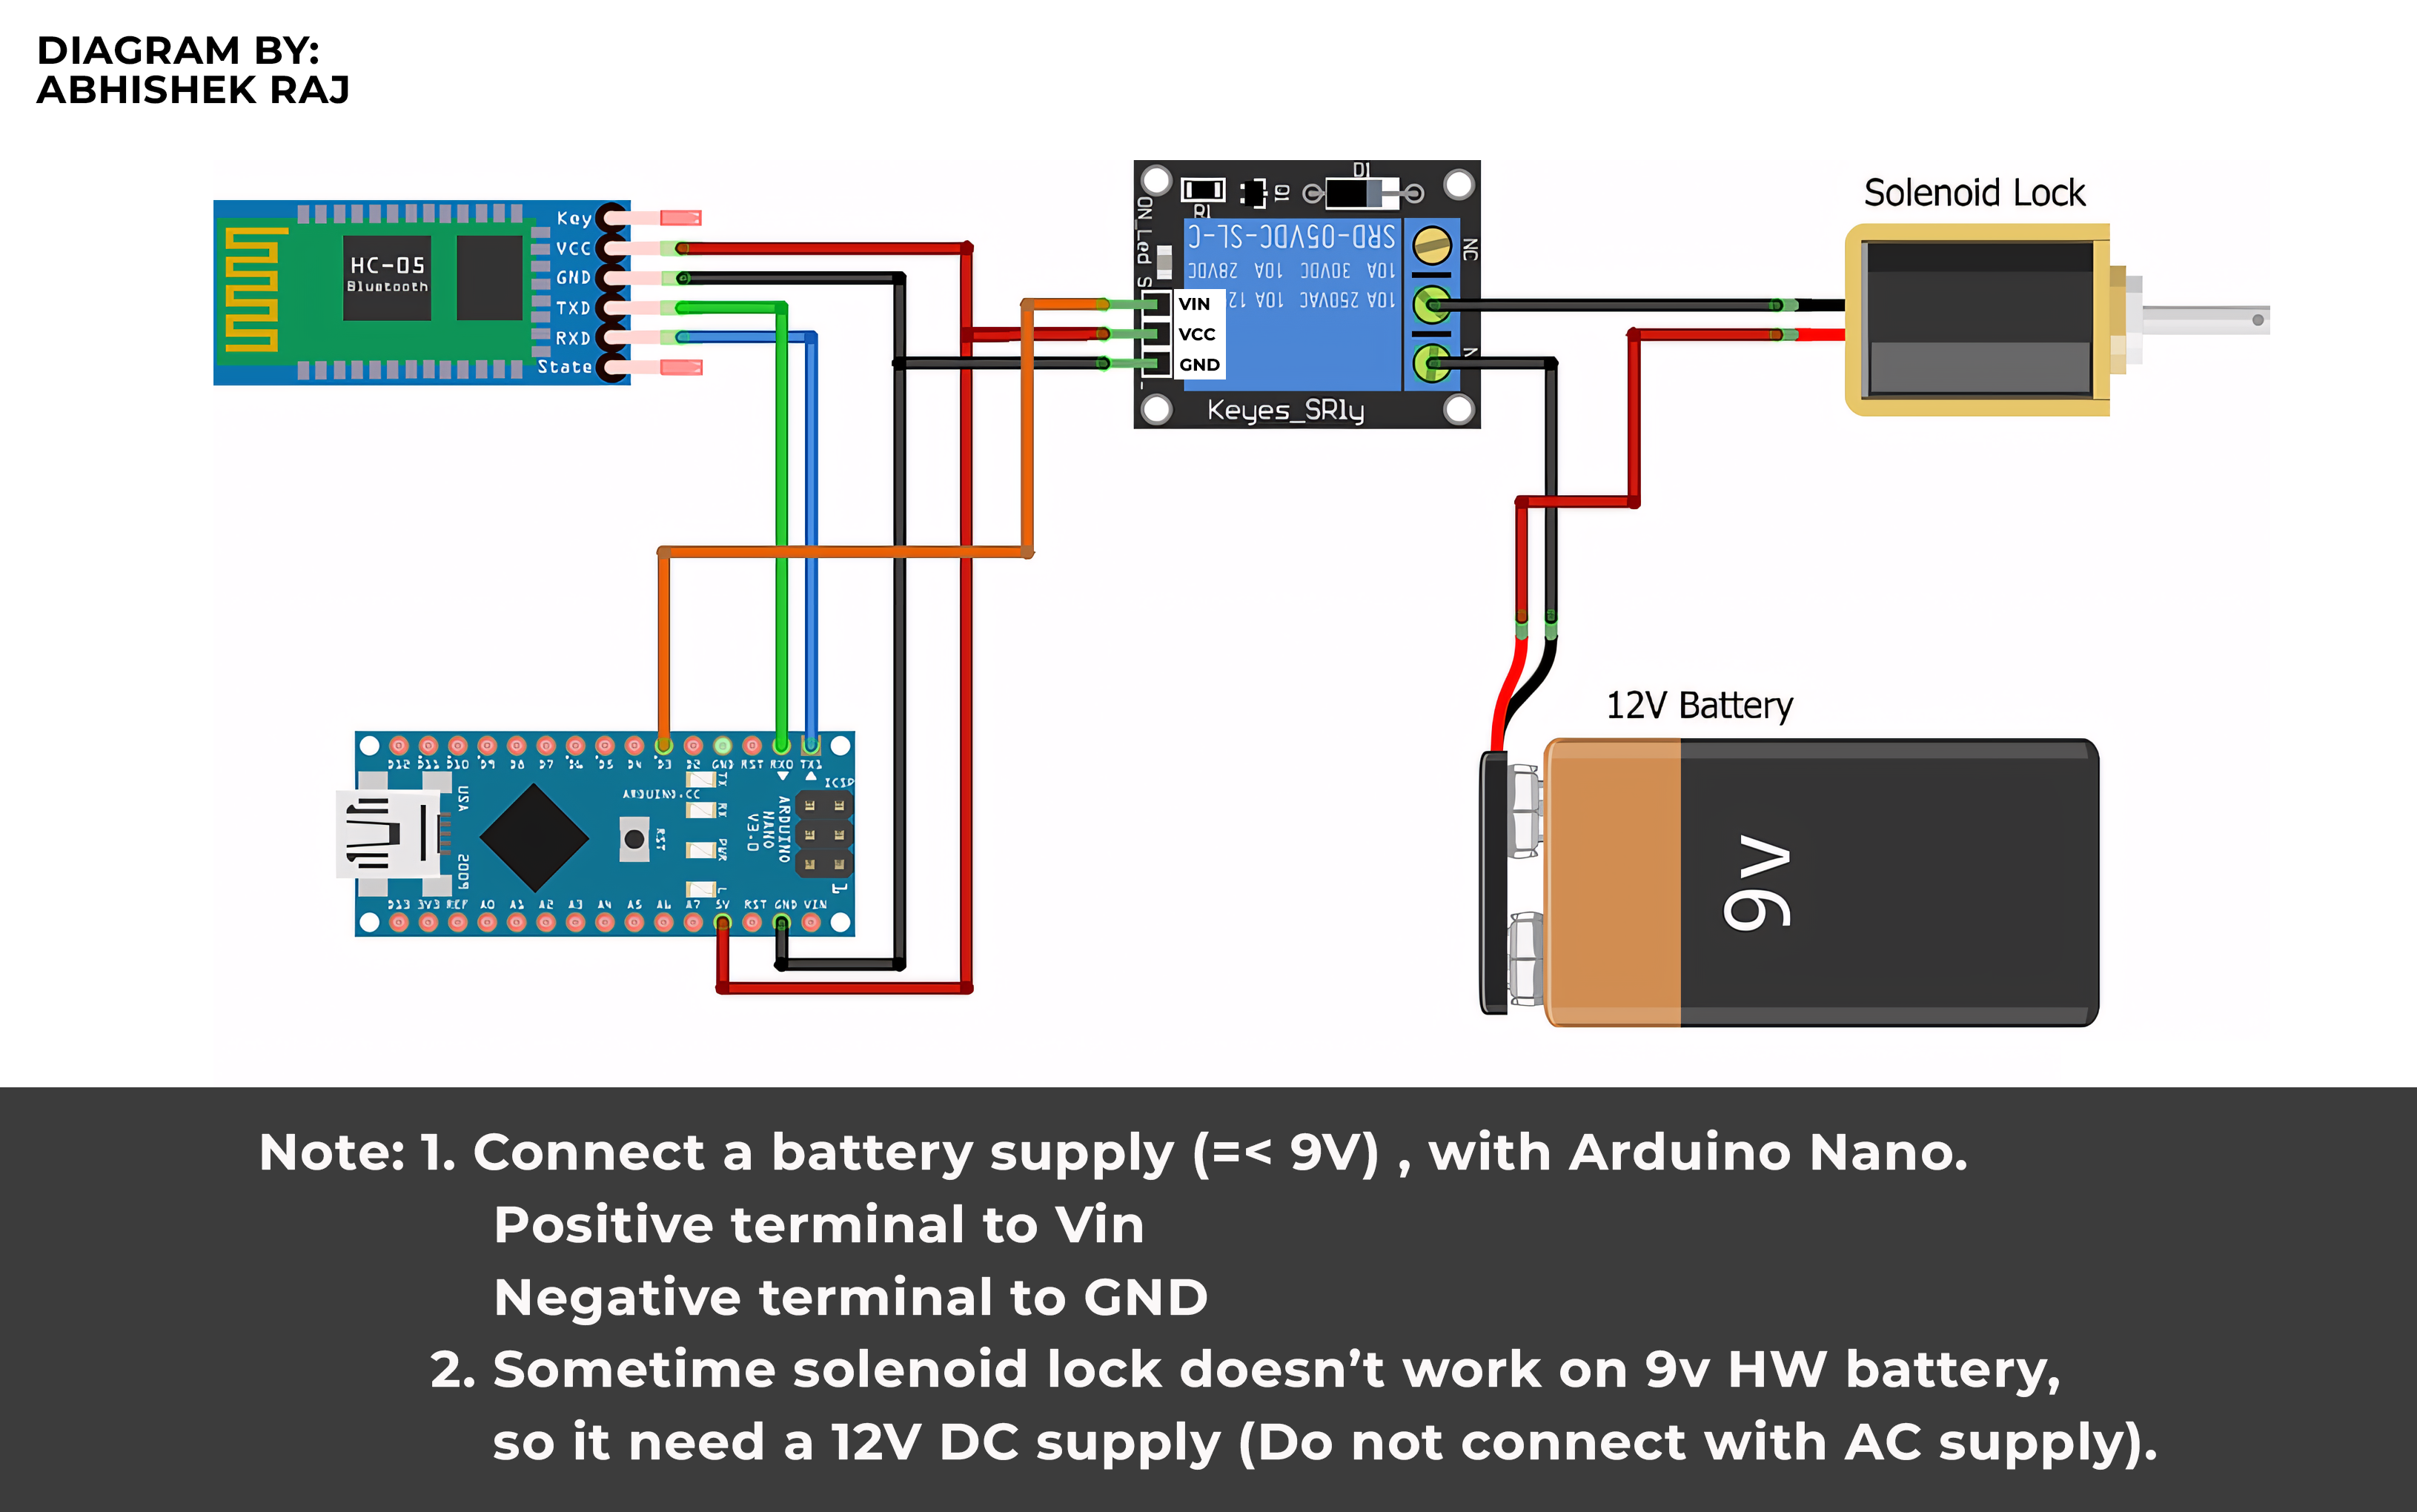 DIAGRAM BY:
ABHISHEK RAJ
Solenoid Lock
Key
VCC
GND
TXD
RXD
State
HC-05
Bluetooth
D1
R1
S
NC
SRD-05VDC-SL-C
10A 30VDC 10A 28VDC
10A 250VAC 10A 12
VIN
VCC
GND
Keyes_SRly
12V Battery
9v
D12 D11 D10 D9 D8 D7 D6 D5 D4 D3 D2 GND RST RX0 TX1
ICSP
TX
RX
PWR
L
USA
2009
ARDUINO.CC
RST
ARDUINO
NANO
V3.0
1
D13 3V3 REF A0 A1 A2 A3 A4 A5 A6 A7 5V RST GND VIN
Note: 1. Connect a battery supply (=< 9V) , with Arduino Nano.
Positive terminal to Vin
Negative terminal to GND
2. Sometime solenoid lock doesn’t work on 9v HW battery,
so it need a 12V DC supply (Do not connect with AC supply).